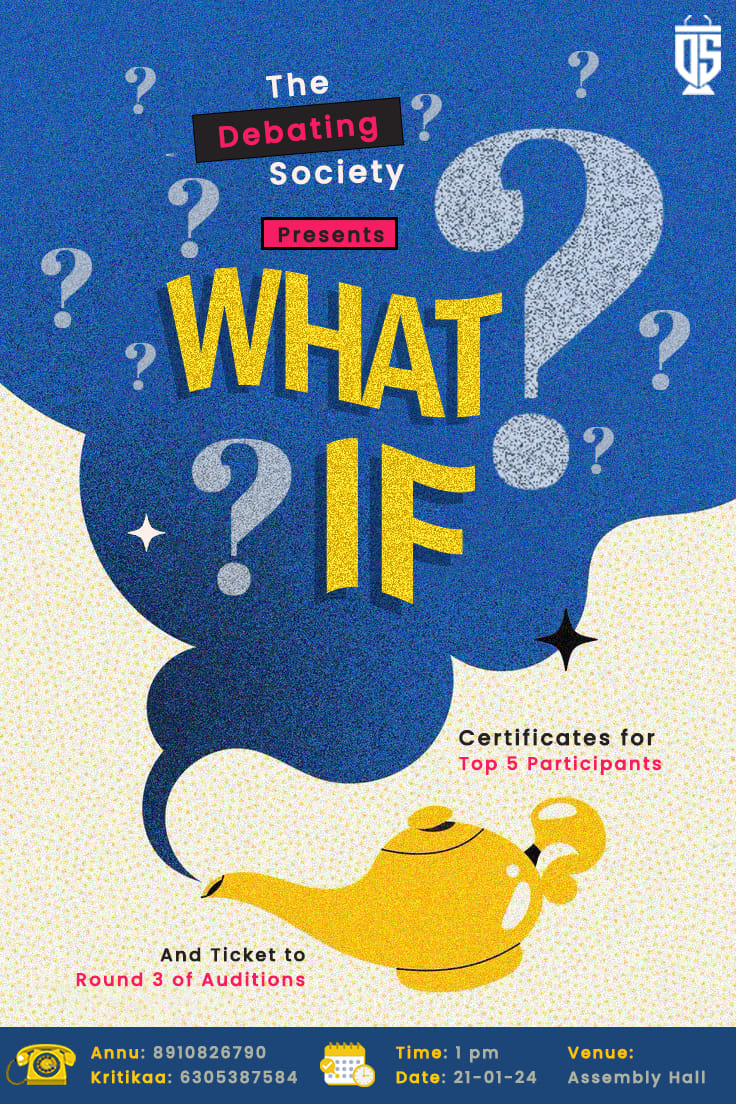 DS
The
Debating
Society
Presents
WHAT
IF
?
Certificates for
Top 5 Participants
And Ticket to
Round 3 of Auditions
Annu: 8910826790
Kritikaa: 6305387584
Time: 1 pm
Date: 21-01-24
Venue:
Assembly Hall